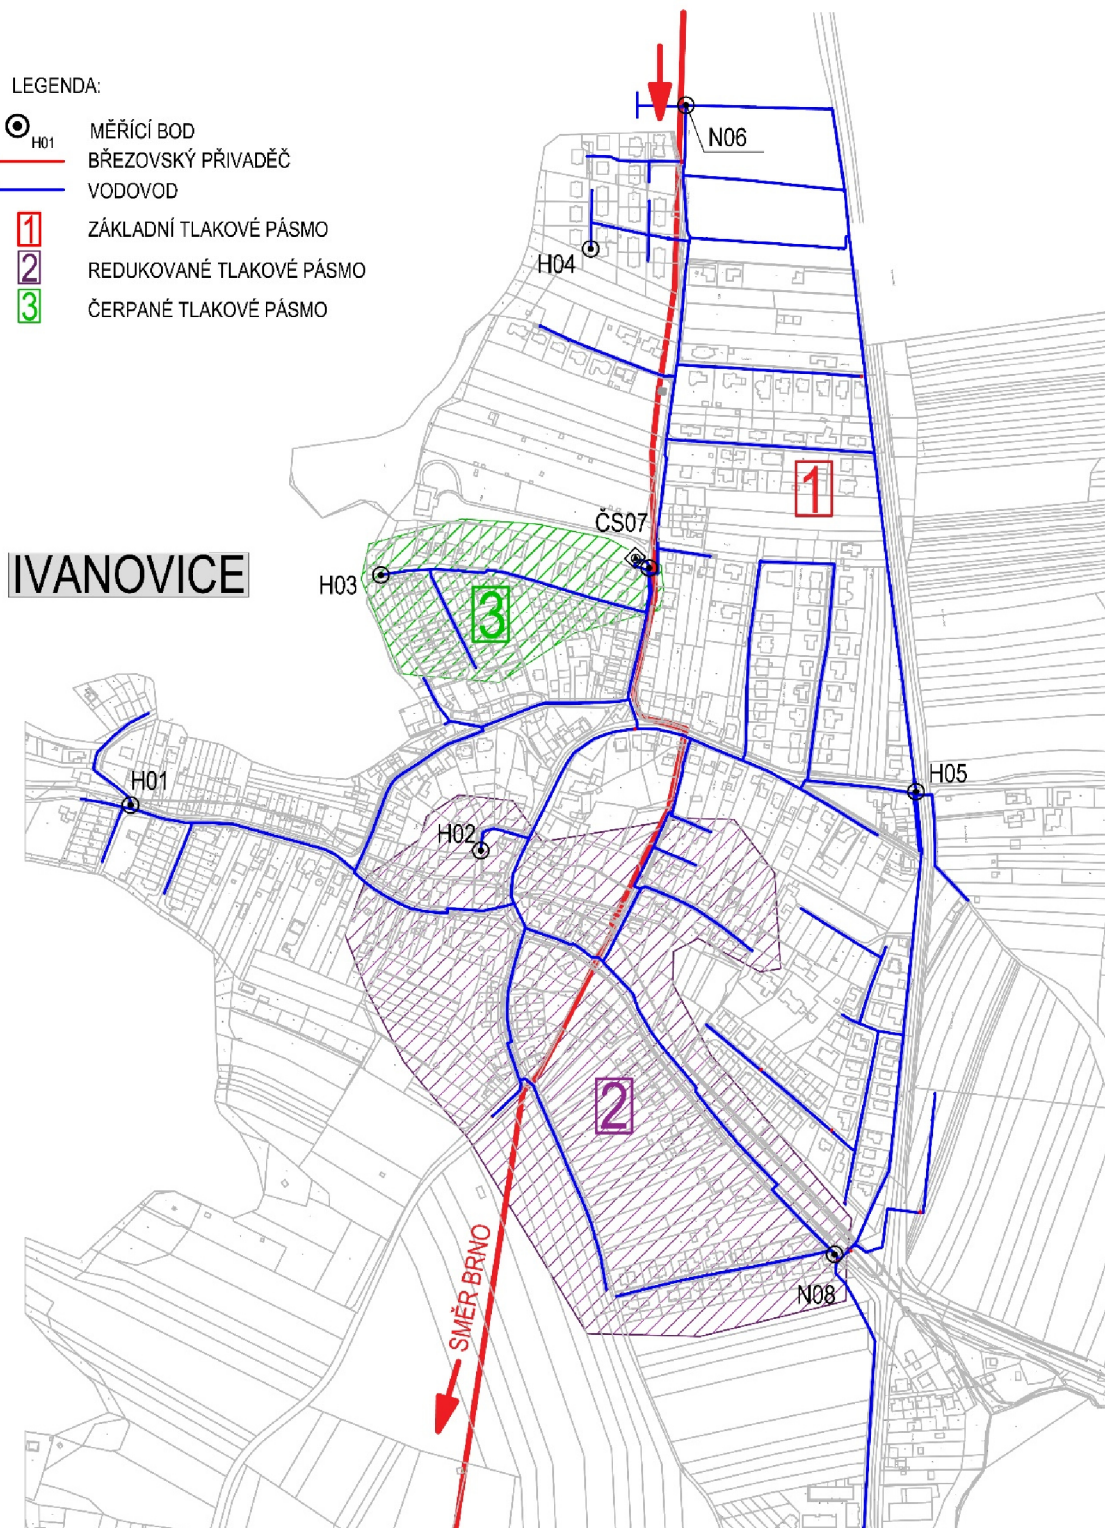 LEGENDA:
H01 MĚŘÍCÍ BOD
BŘEZOVSKÝ PŘIVADĚČ
VODOVOD
1 ZÁKLADNÍ TLAKOVÉ PÁSMO
2 REDUKOVANÉ TLAKOVÉ PÁSMO
3 ČERPANÉ TLAKOVÉ PÁSMO
N06
H04
1
ČS07
IVANOVICE
H03
3
H01
H05
H02
2
SMĚR BRNO
N08